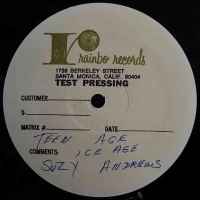 r
rainbo records
1738 BERKELEY STREET
SANTA MONICA, CALIF. 90404
TEST PRESSING
CUSTOMER
S-
MATRIX # DATE
TEEN AGE
COMMENTS: ICE AGE
SUZY ANDREWS